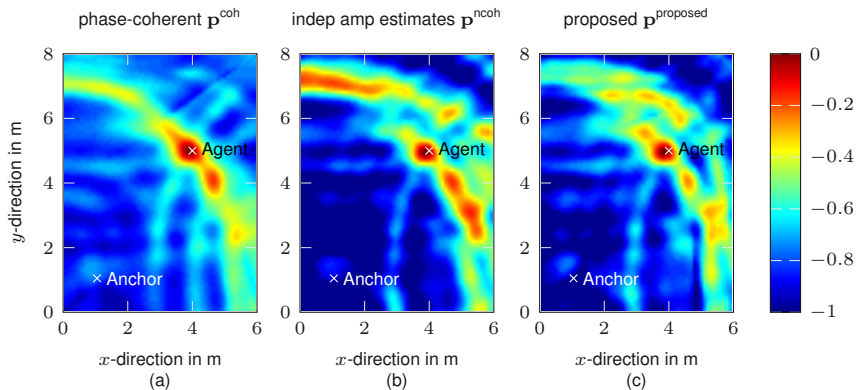 phase-coherent p^coh
indep amp estimates p^ncoh
proposed p^proposed
8
6
4
2
0
y-direction in m
Agent
Anchor
0 2 4 6
x-direction in m
(a)
Agent
Anchor
0 2 4 6
x-direction in m
(b)
Agent
Anchor
0 2 4 6
x-direction in m
(c)
0
−0.2
−0.4
−0.6
−0.8
−1